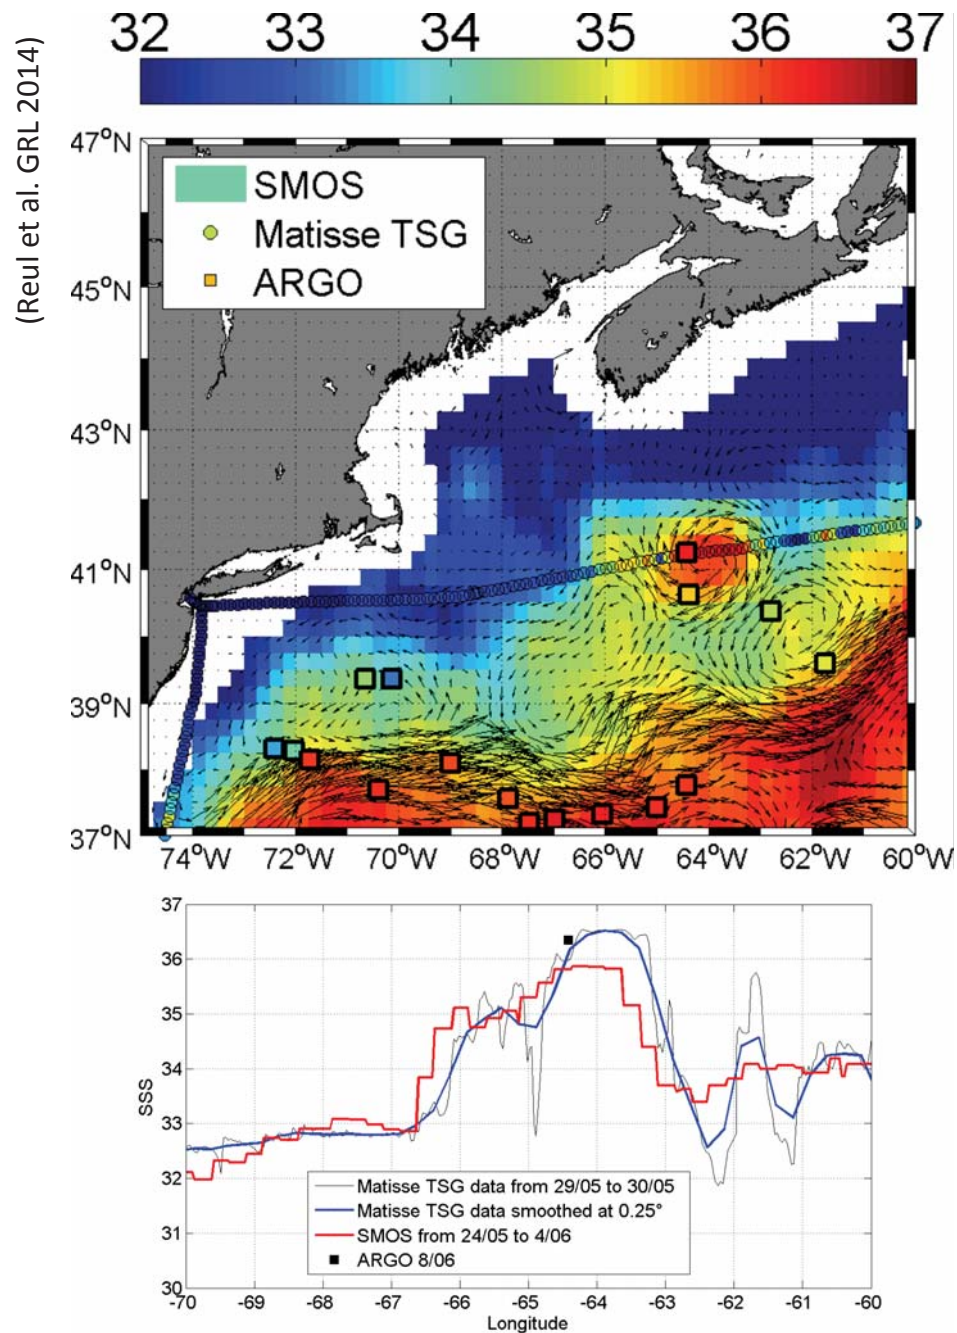 (Reul et al. GRL 2014)
32 33 34 35 36 37
47°N
SMOS
Matisse TSG
ARGO
45°N
43°N
41°N
39°N
37°N
74°W 72°W 70°W 68°W 66°W 64°W 62°W 60°W
37
36
35
34
SSS
33
32
Matisse TSG data from 29/05 to 30/05
Matisse TSG data smoothed at 0.25°
31
SMOS from 24/05 to 4/06
ARGO 8/06
30
-70 -69 -68 -67 -66 -65 -64 -63 -62 -61 -60
Longitude